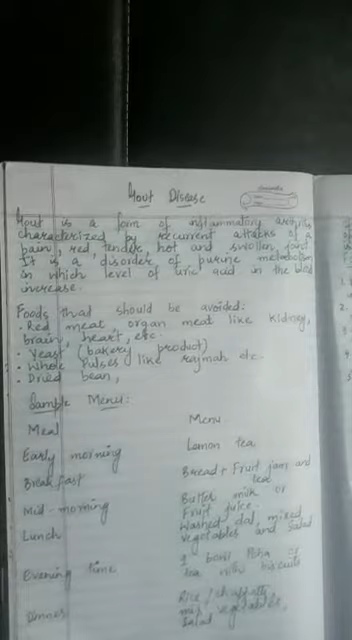 Gout Disease
Gout is a form of inflammatory arthritis
characterized by recurrent attacks of a
pain, red, tender, hot and swollen joint.
It is a disorder of purine metabolism
in which level of uric acid in the blood
increase.
Foods that should be avoided:
• Red meat, organ meat like kidney,
brain, heart, etc.
• Yeast (bakery product)
• Whole Pulses like rajmah etc.
• Dried bean,
Sample Menu:
Meal Menu
Early morning Lemon tea
Breakfast Bread + Fruit jam and
tea
Mid-morning Butter milk or
Fruit juice.
Lunch Washed dal, mixed
vegetables and salad
Evening time 1 bowl Poha or
Tea with biscuits
Dinner Rice / chappati,
mix vegetables,
Salad